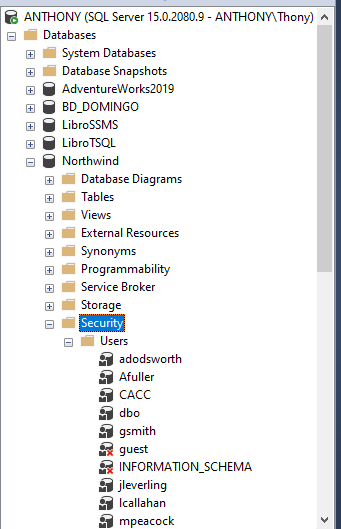 ANTHONY (SQL Server 15.0.2080.9 - ANTHONY\Thony)
Databases
System Databases
Database Snapshots
AdventureWorks2019
BD_DOMINGO
LibroSSMS
LibroTSQL
Northwind
Database Diagrams
Tables
Views
External Resources
Synonyms
Programmability
Service Broker
Storage
Security
Users
adodsworth
Afuller
CACC
dbo
gsmith
guest
INFORMATION_SCHEMA
jleverling
lcallahan
mpeacock